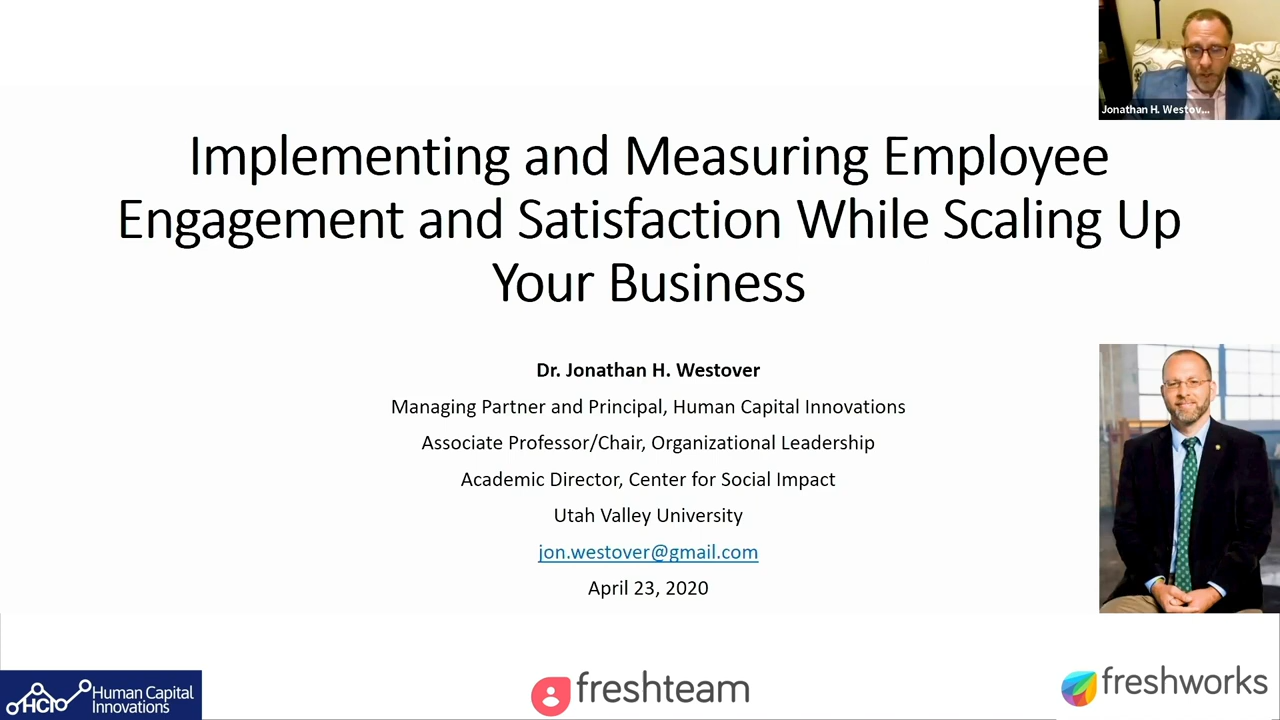 Jonathan H. Westov...
Implementing and Measuring Employee
Engagement and Satisfaction While Scaling Up
Your Business
Dr. Jonathan H. Westover
Managing Partner and Principal, Human Capital Innovations
Associate Professor/Chair, Organizational Leadership
Academic Director, Center for Social Impact
Utah Valley University
jon.westover@gmail.com
April 23, 2020
HCI
Human Capital
Innovations
freshteam
freshworks